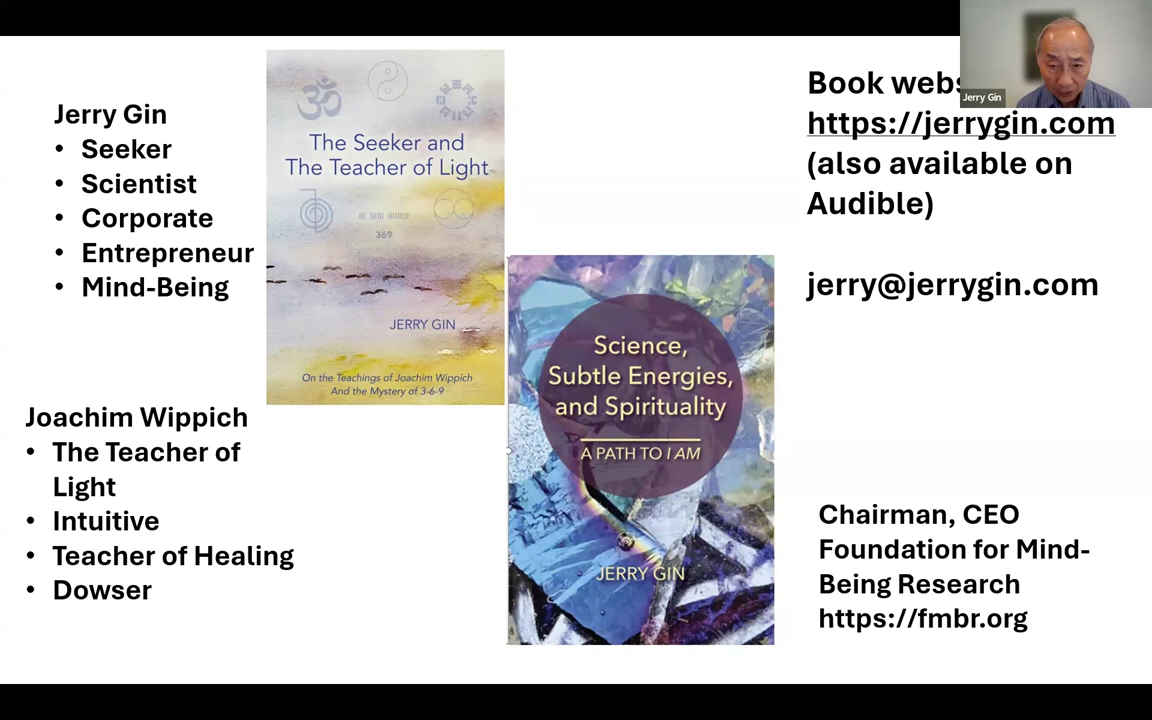 Jerry Gin
• Seeker
• Scientist
• Corporate
• Entrepreneur
• Mind-Being
Joachim Wippich
• The Teacher of
Light
• Intuitive
• Teacher of Healing
• Dowser
The Seeker and
The Teacher of Light
369
JERRY GIN
On the Teachings of Joachim Wippich
And the Mystery of 3-6-9
Science,
Subtle Energies,
and Spirituality
A PATH TO I AM
JERRY GIN
Book
https://jerrygin.com
(also available on
Audible)
jerry@jerrygin.com
Chairman, CEO
Foundation for Mind-
Being Research
https://fmbr.org
Jerry Gin